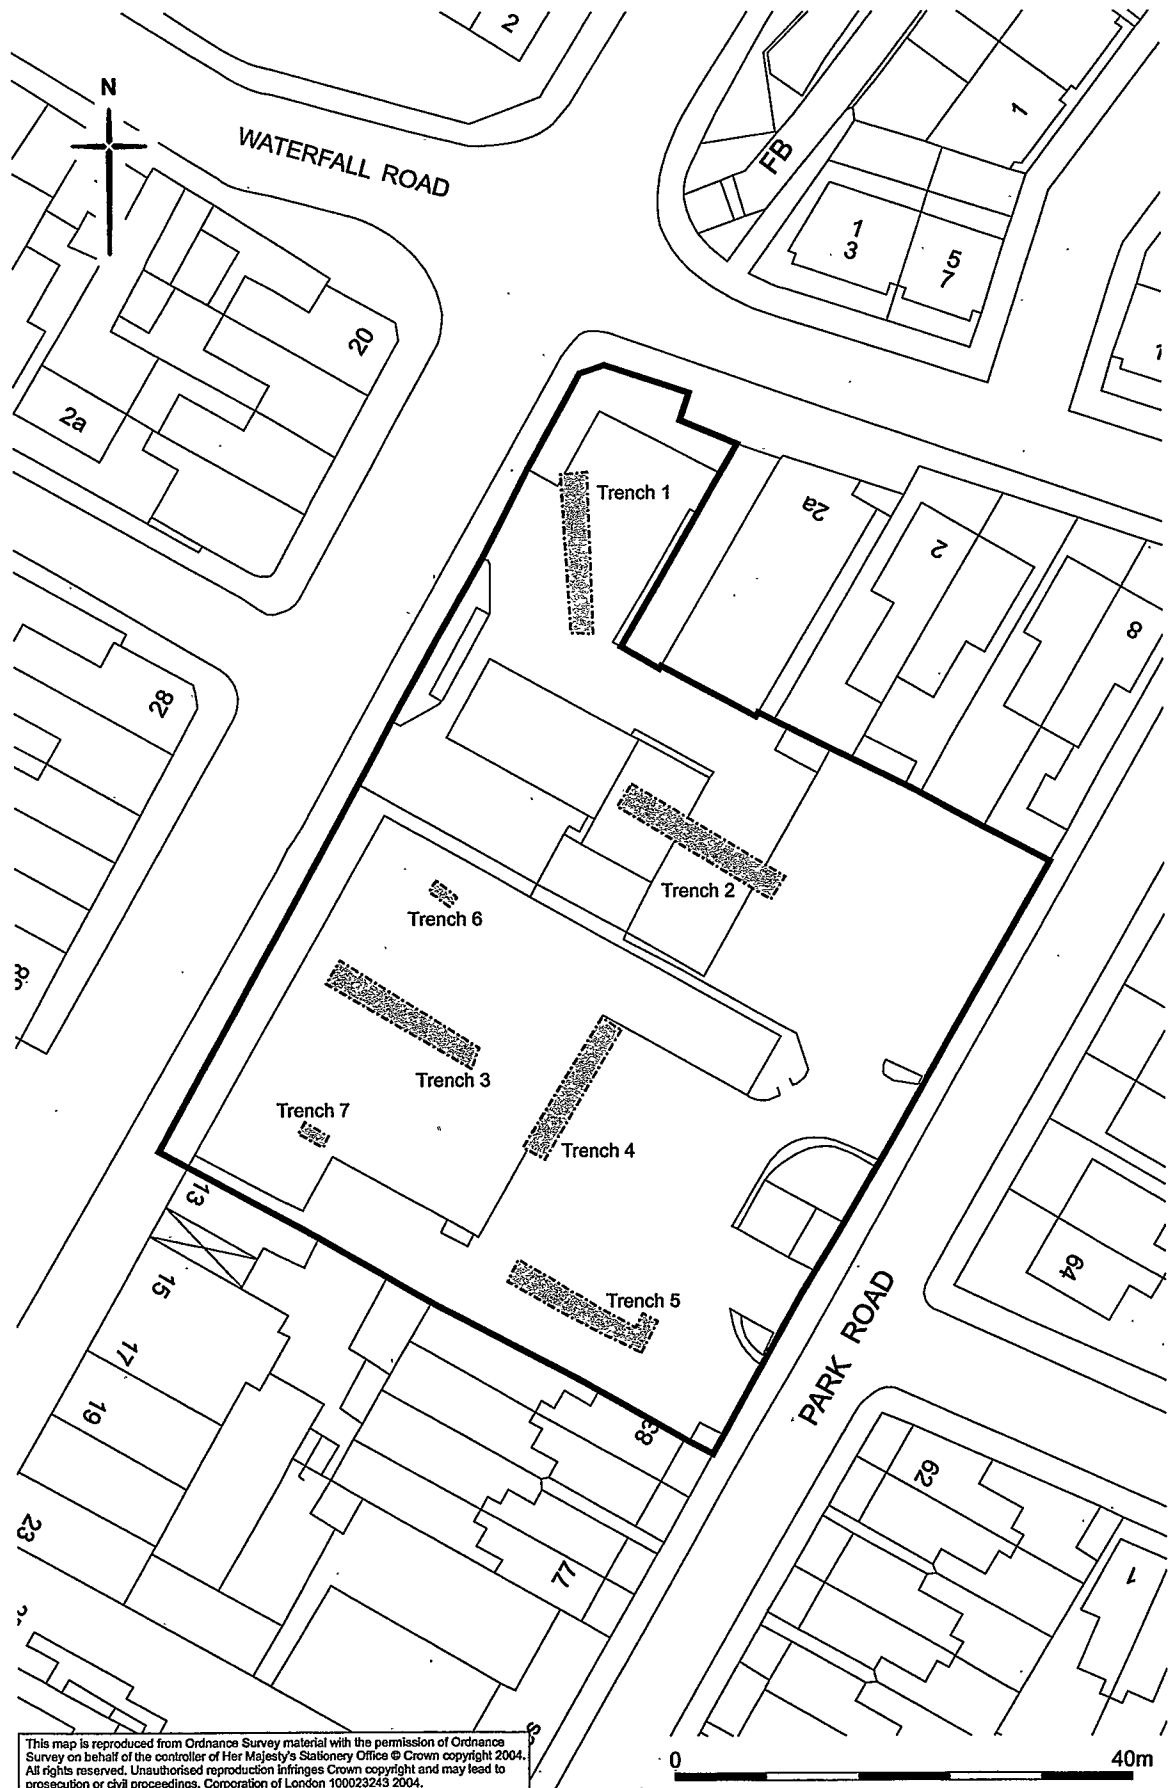 2
N
WATERFALL ROAD
FB
1
1
3
5
7
20
2a
Trench 1
2a
2
8
28
Trench 2
Trench 6
Trench 3
Trench 7
Trench 4
13
15
64
Trench 5
17
19
PARK ROAD
83
62
23
77
1
This map is reproduced from Ordnance Survey material with the permission of Ordnance
Survey on behalf of the controller of Her Majesty's Stationery Office © Crown copyright 2004.
All rights reserved. Unauthorised reproduction infringes Crown copyright and may lead to
prosecution or civil proceedings. Corporation of London 100023243 2004.
0 40m